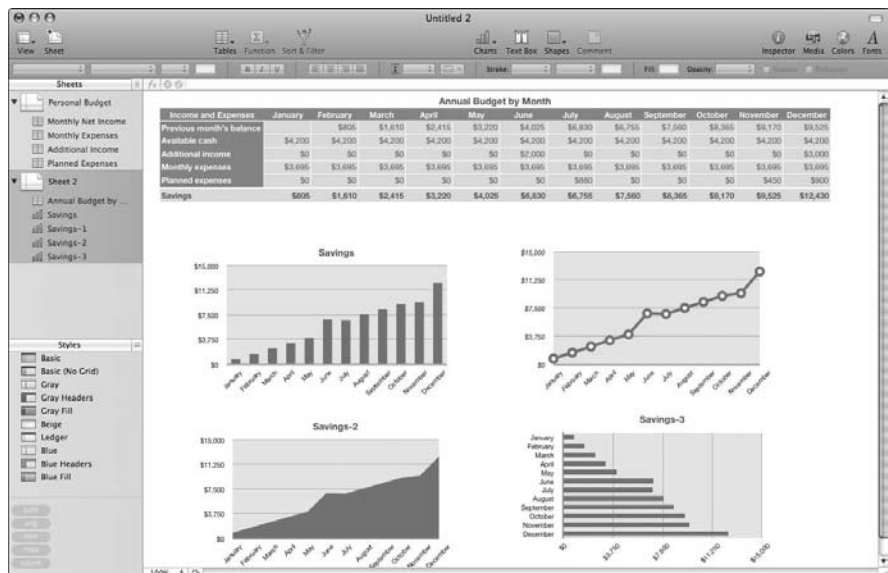 Untitled 2
View Sheet Tables Function Sort & Filter Charts Text Box Shapes Comment Inspector Media Colors Fonts
B I U Stroke: Fill: Opacity:
Sheets fx
Personal Budget
Monthly Net Income
Monthly Expenses
Additional Income
Planned Expenses
Sheet 2
Annual Budget by ...
Savings
Savings-1
Savings-2
Savings-3
Styles
Basic
Basic (No Grid)
Gray
Gray Headers
Gray Fill
Beige
Ledger
Blue
Blue Headers
Blue Fill
Annual Budget by Month
Income and Expenses January February March April May June July August September October November December
Previous month's balance $805 $1,610 $2,415 $3,220 $4,025 $6,830 $6,755 $7,560 $8,365 $9,170 $9,525
Available cash $4,200 $4,200 $4,200 $4,200 $4,200 $4,200 $4,200 $4,200 $4,200 $4,200 $4,200 $4,200
Additional income $0 $0 $0 $0 $0 $2,000 $0 $0 $0 $0 $0 $3,000
Monthly expenses $3,695 $3,695 $3,695 $3,695 $3,695 $3,695 $3,695 $3,695 $3,695 $3,695 $3,695 $3,695
Planned expenses $0 $0 $0 $0 $0 $0 $880 $0 $0 $0 $450 $900
Savings $805 $1,610 $2,415 $3,220 $4,025 $6,830 $6,755 $7,560 $8,365 $9,170 $9,525 $12,430
Savings
$15,000
$11,250
$7,500
$3,750
$0
January February March April May June July August September October November December
$15,000
$11,250
$7,500
$3,750
$0
January February March April May June July August September October November December
Savings-2
$15,000
$11,250
$7,500
$3,750
$0
January February March April May June July August September October November December
Savings-3
January
February
March
April
May
June
July
August
September
October
November
December
$0 $3,750 $7,500 $11,250 $15,000
100%